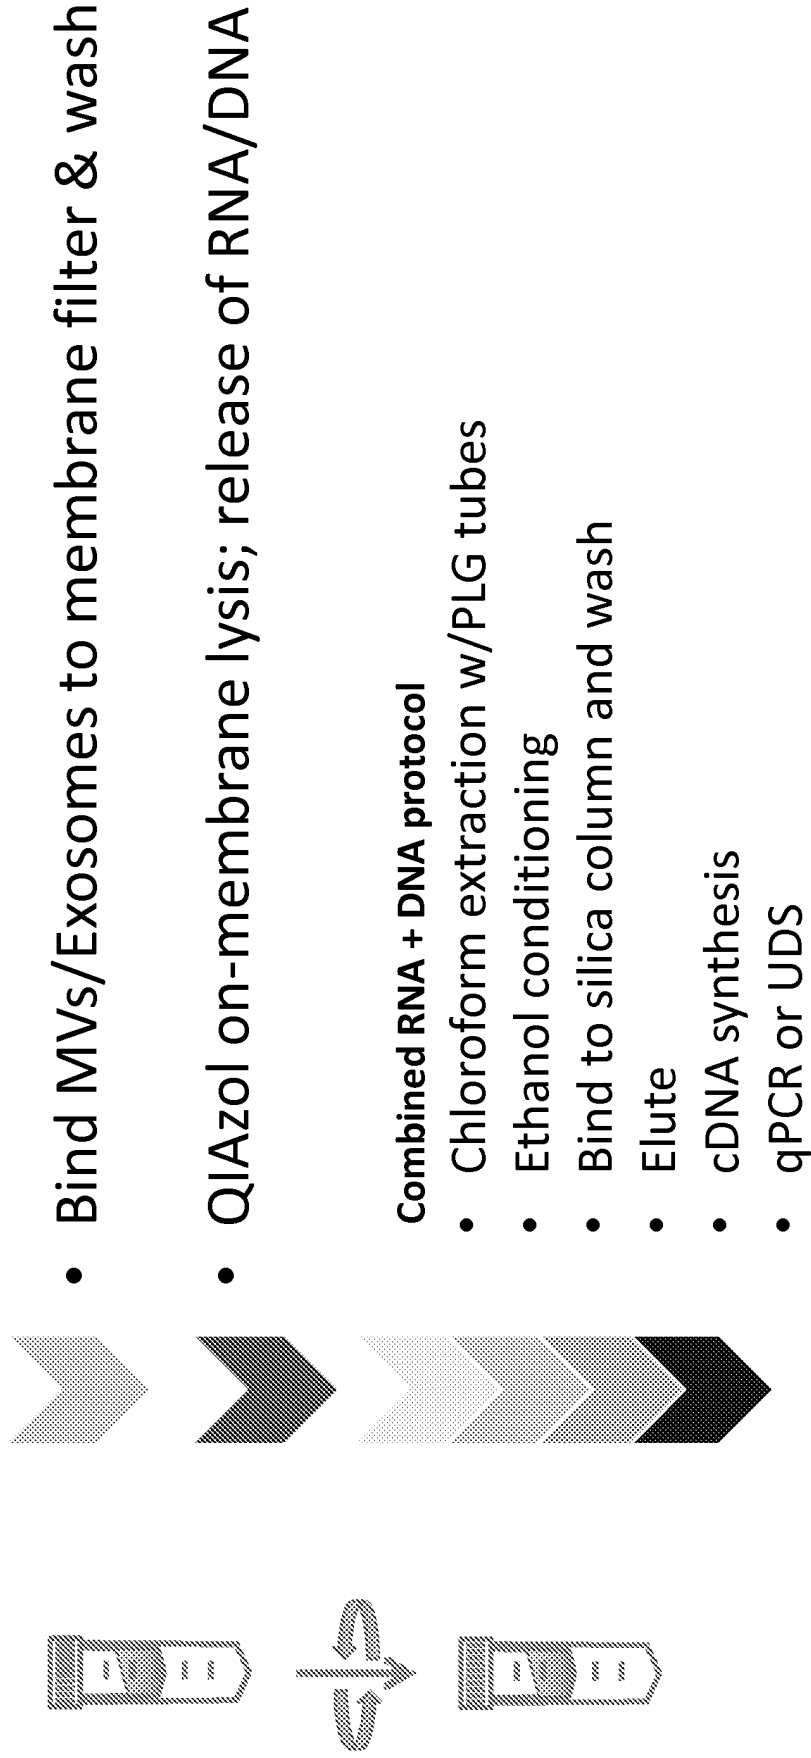 • Bind MVs/Exosomes to membrane filter & wash
• QIAzol on-membrane lysis; release of RNA/DNA
Combined RNA + DNA protocol
• Chloroform extraction w/PLG tubes
• Ethanol conditioning
• Bind to silica column and wash
• Elute
• cDNA synthesis
• qPCR or UDS